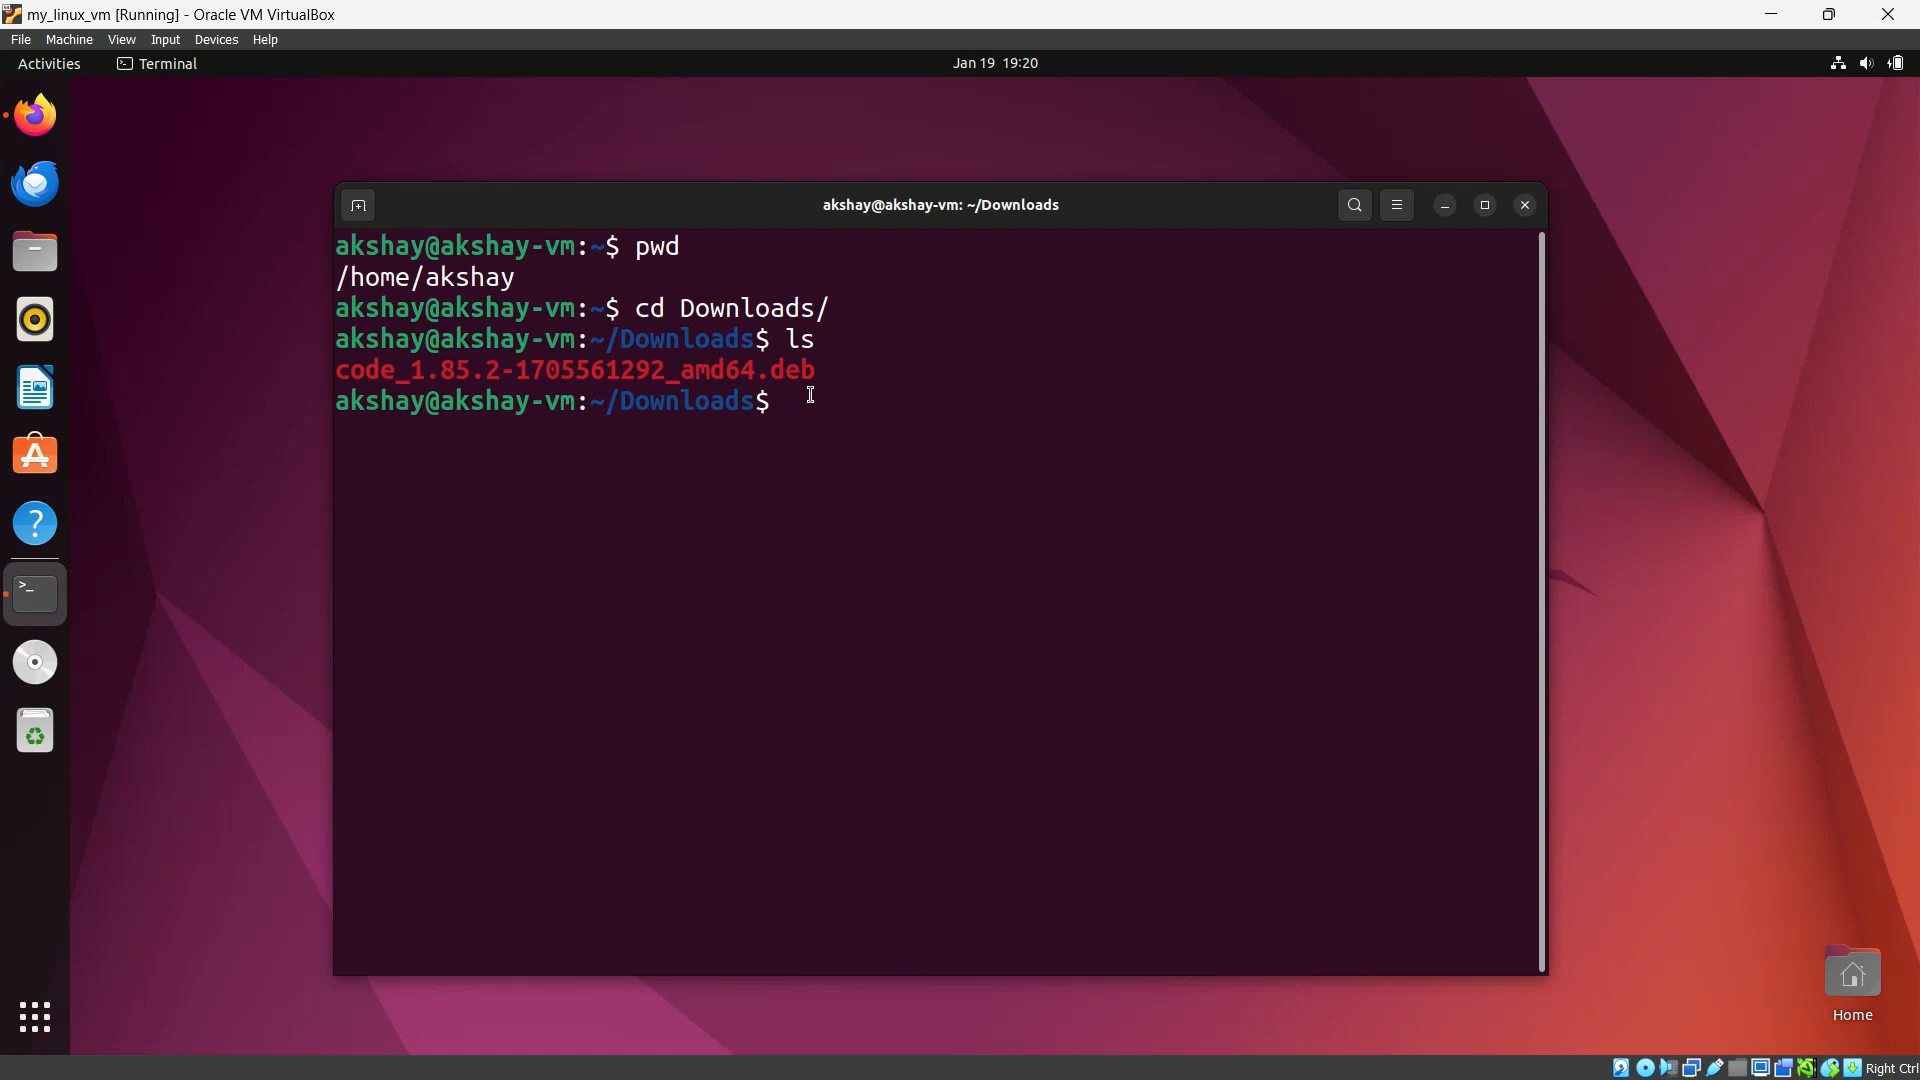 my_linux_vm [Running] - Oracle VM VirtualBox
File Machine View Input Devices Help
Activities Terminal Jan 19 19:20
akshay@akshay-vm: ~/Downloads
akshay@akshay-vm:~$ pwd
/home/akshay
akshay@akshay-vm:~$ cd Downloads/
akshay@akshay-vm:~/Downloads$ ls
code_1.85.2-1705561292_amd64.deb
akshay@akshay-vm:~/Downloads$
Home
Right Ctrl